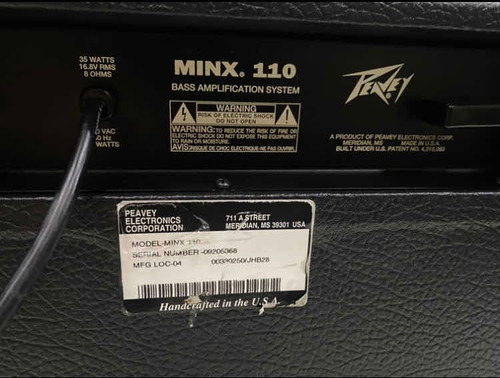 35 WATTS
16.8V RMS
8 OHMS
MINX® 110
BASS AMPLIFICATION SYSTEM
PEAVEY
WARNING
RISK OF ELECTRIC SHOCK
DO NOT OPEN
WARNING: TO REDUCE THE RISK OF FIRE OR
ELECTRIC SHOCK DO NOT EXPOSE THIS EQUIPMENT
TO RAIN OR MOISTURE
AVIS: RISQUE DE CHOC ELECTRIQUE-NE PAS OUVRIR.
VAC
Hz
WATTS
A PRODUCT OF PEAVEY ELECTRONICS CORP.
MERIDIAN, MS MADE IN U.S.A.
BUILT UNDER U.S. PATENT NO.
PEAVEY
ELECTRONICS
CORPORATION
711 A STREET
MERIDIAN, MS 39301 USA
MODEL-MINX 110
SERIAL NUMBER -09205368
MFG LOC-04 00330250/JHB28
Handcrafted in the U.S.A.